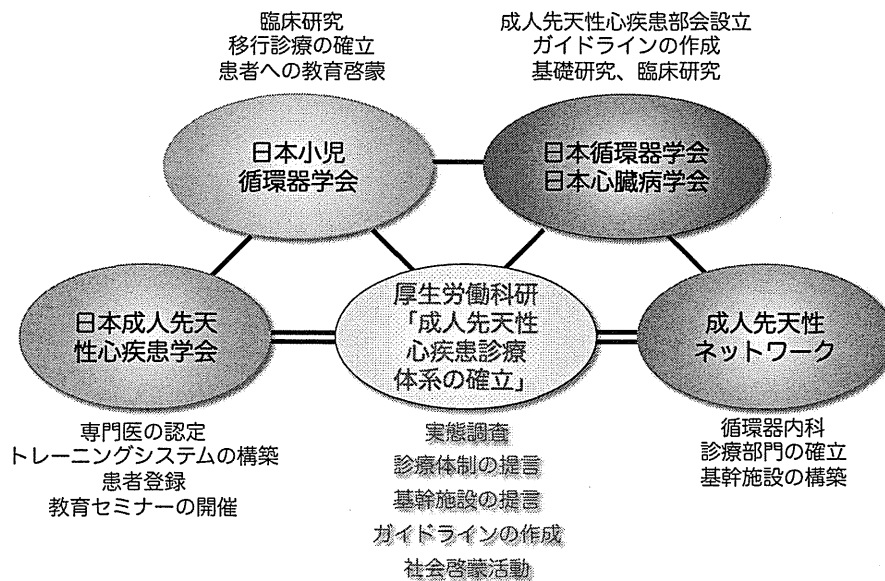 臨床研究
移行診療の確立
患者への教育啓蒙
成人先天性心疾患部会設立
ガイドラインの作成
基礎研究、臨床研究
日本小児
循環器学会
日本循環器学会
日本心臓病学会
日本成人先天
性心疾患学会
厚生労働科研
「成人先天性
心疾患診療
体系の確立」
成人先天性
ネットワーク
専門医の認定
トレーニングシステムの構築
患者登録
教育セミナーの開催
実態調査
診療体制の提言
基幹施設の提言
ガイドラインの作成
社会啓蒙活動
循環器内科
診療部門の確立
基幹施設の構築